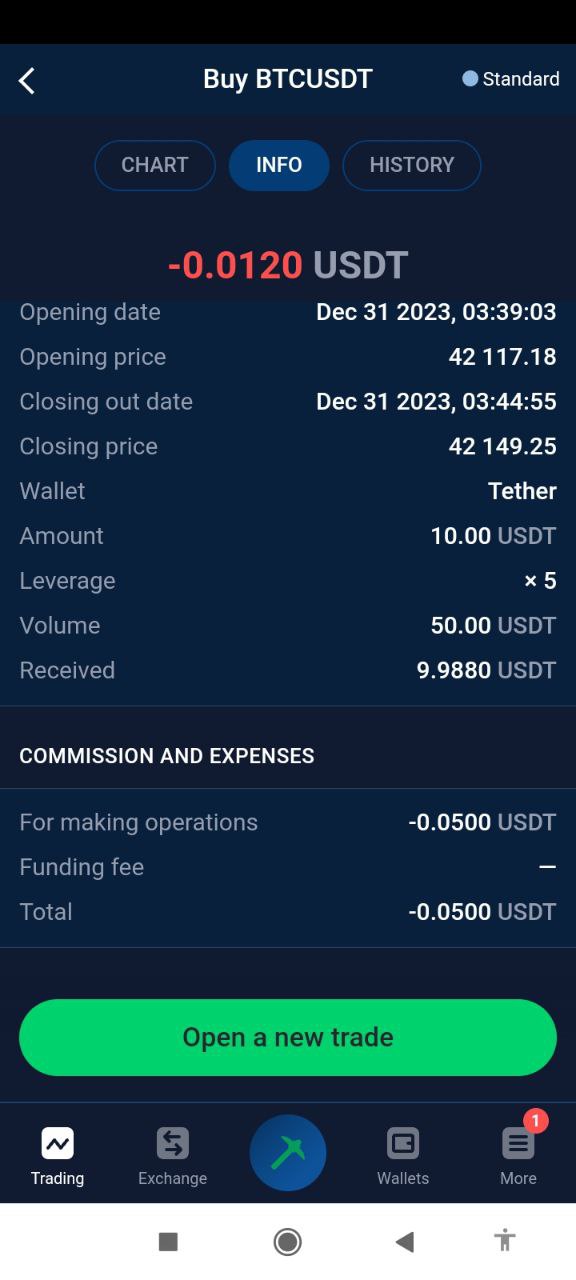 Buy BTCUSDT
Standard
CHART INFO HISTORY
-0.0120 USDT
Opening date Dec 31 2023, 03:39:03
Opening price 42 117.18
Closing out date Dec 31 2023, 03:44:55
Closing price 42 149.25
Wallet Tether
Amount 10.00 USDT
Leverage × 5
Volume 50.00 USDT
Received 9.9880 USDT
COMMISSION AND EXPENSES
For making operations -0.0500 USDT
Funding fee —
Total -0.0500 USDT
Open a new trade
1
Trading Exchange Wallets More